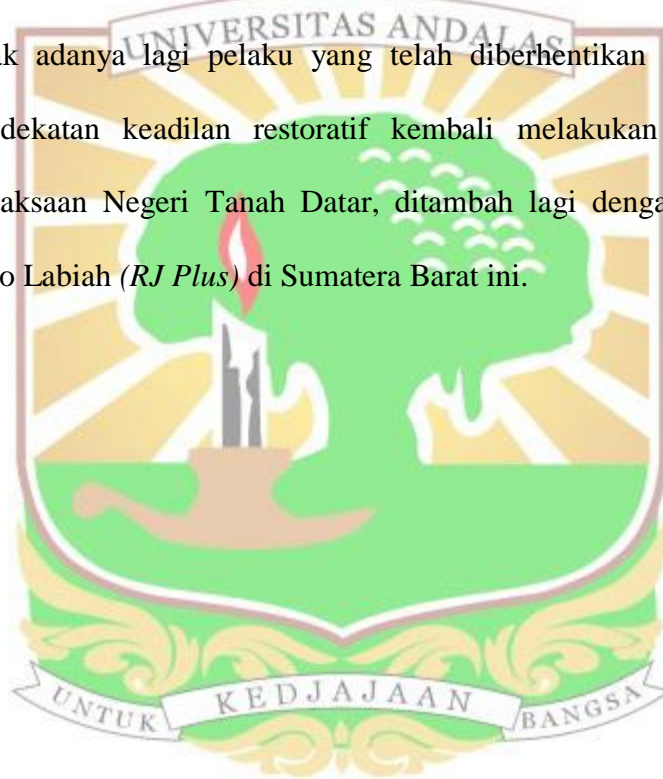 UNIVERSITAS ANDALAS
ak adanya lagi pelaku yang telah diberhentikan
dekatan keadilan restoratif kembali melakukan
aksaan Negeri Tanah Datar, ditambah lagi denga
o Labiah (RJ Plus) di Sumatera Barat ini.
UNTUK KEDJAJAAN BANGSA